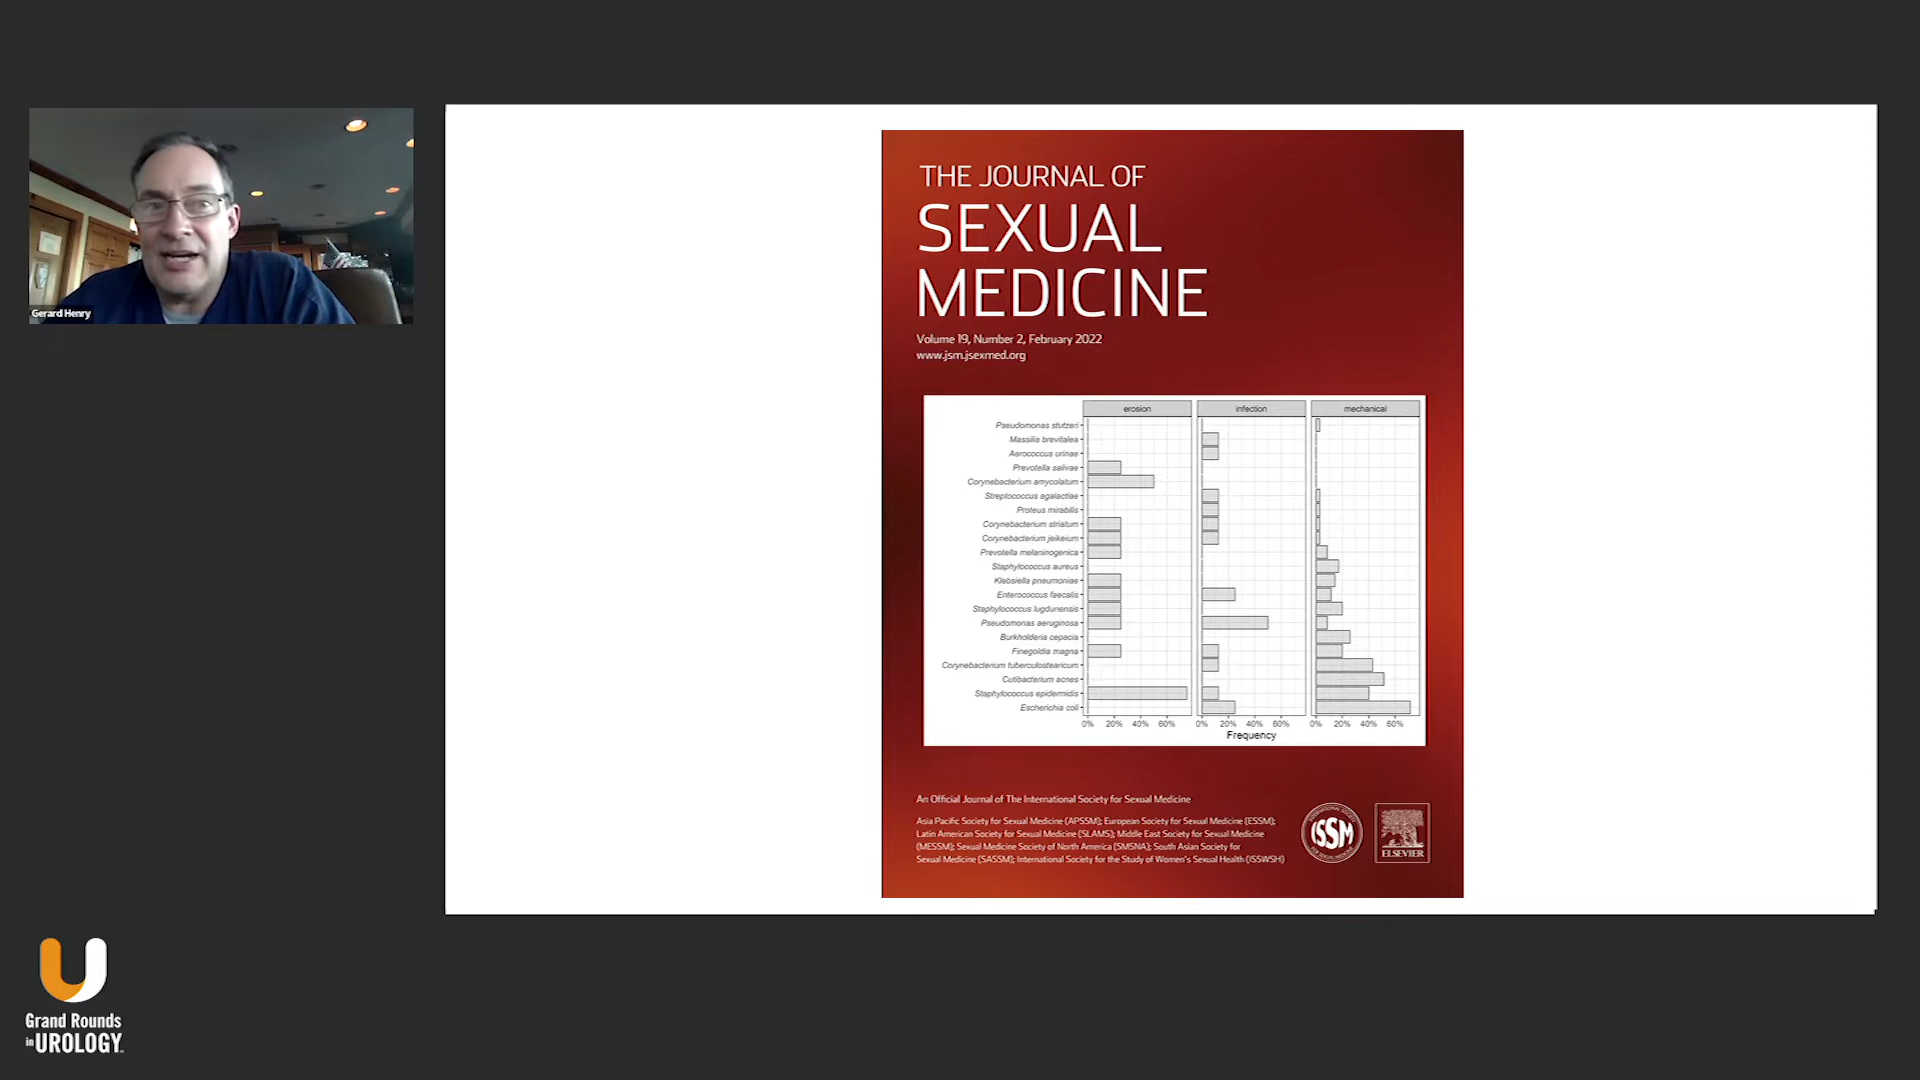 Gerard Henry
THE JOURNAL OF
SEXUAL
MEDICINE
Volume 19, Number 2, February 2022
www.jsm.jsexmed.org
erosion infection mechanical
Pseudomonas stutzeri
Massilia brevitalea
Aerococcus urinae
Prevotella salivae
Corynebacterium amycolatum
Streptococcus agalactiae
Proteus mirabilis
Corynebacterium striatum
Corynebacterium jeikeium
Prevotella melaninogenica
Staphylococcus aureus
Klebsiella pneumoniae
Enterococcus faecalis
Staphylococcus lugdunensis
Pseudomonas aeruginosa
Burkholderia cepacia
Finegoldia magna
Corynebacterium tuberculostearicum
Cutibacterium acnes
Staphylococcus epidermidis
Escherichia coli
0% 20% 40% 60% 0% 20% 40% 60% 0% 20% 40% 60%
Frequency
An Official Journal of The International Society for Sexual Medicine
Asia Pacific Society for Sexual Medicine (APSSM); European Society for Sexual Medicine (ESSM);
Latin American Society for Sexual Medicine (SLAMS); Middle East Society for Sexual Medicine
(MESSM); Sexual Medicine Society of North America (SMSNA); South Asian Society for
Sexual Medicine (SASSM); International Society for the Study of Women's Sexual Health (ISSWSH)
ISSM
ELSEVIER
Grand Rounds
in UROLOGY